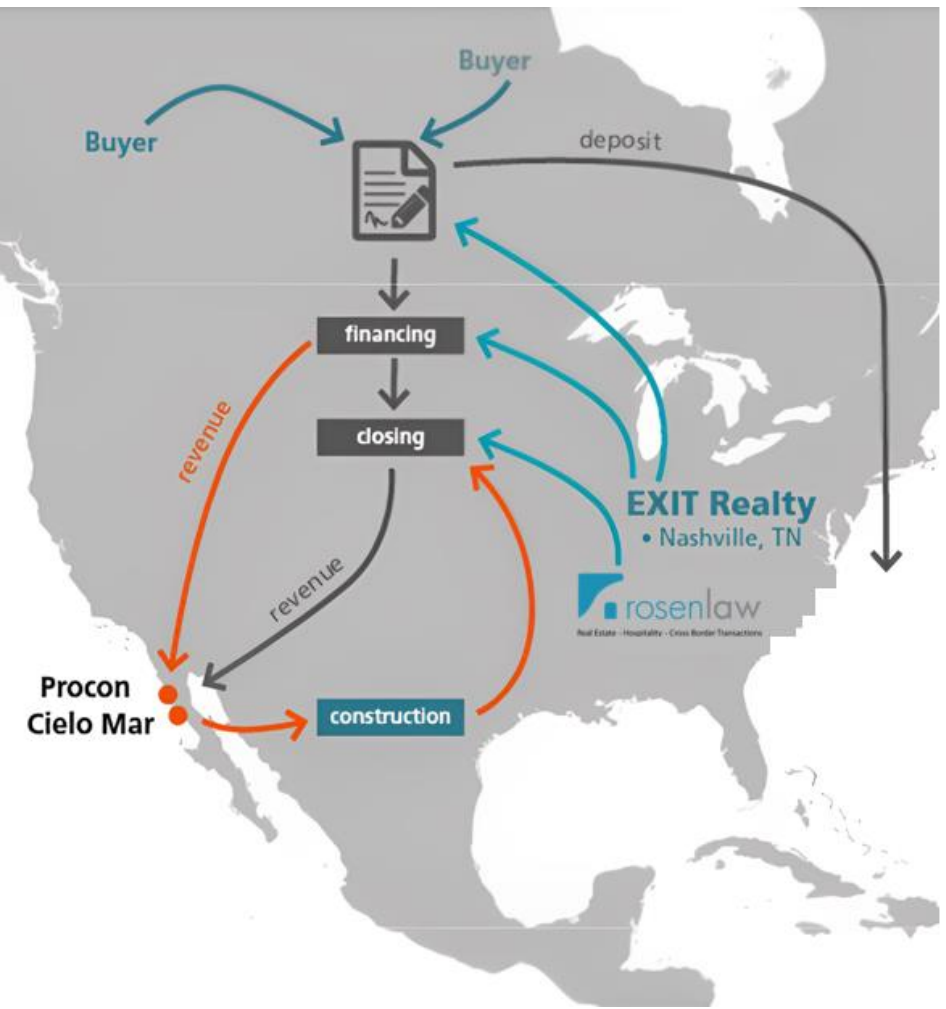 Buyer
Buyer
deposit
financing
revenue
closing
EXIT Realty
• Nashville, TN
revenue
rosenlaw
Real Estate - Hospitality - Cross Border Transactions
Procon
Cielo Mar
construction